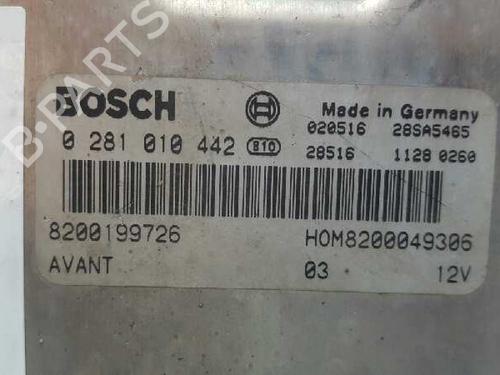 B-PARTS
BOSCH
Made in Germany
0 281 010 442 B10
020516 28SA5465
28516 1128 0260
8200199726 HOM8200049306
AVANT 03 12V